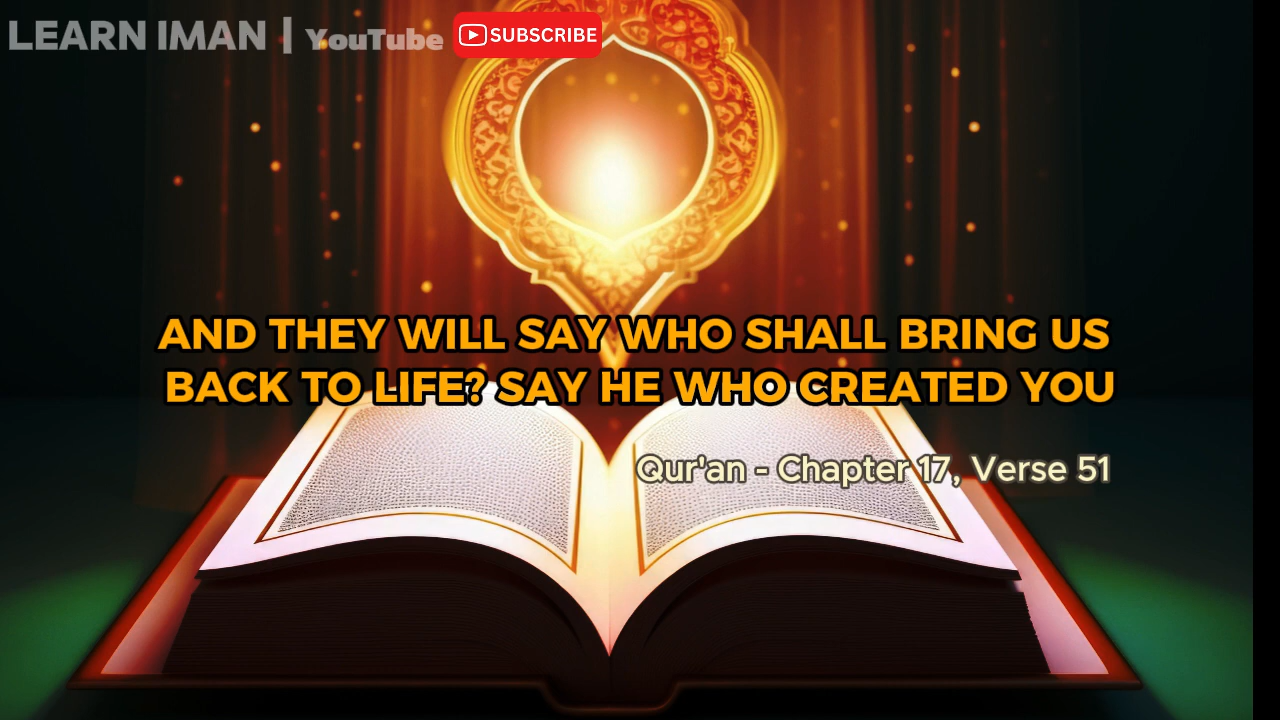 LEARN IMAN | YouTube SUBSCRIBE
AND THEY WILL SAY WHO SHALL BRING US
BACK TO LIFE? SAY HE WHO CREATED YOU
Qur'an - Chapter 17, Verse 51